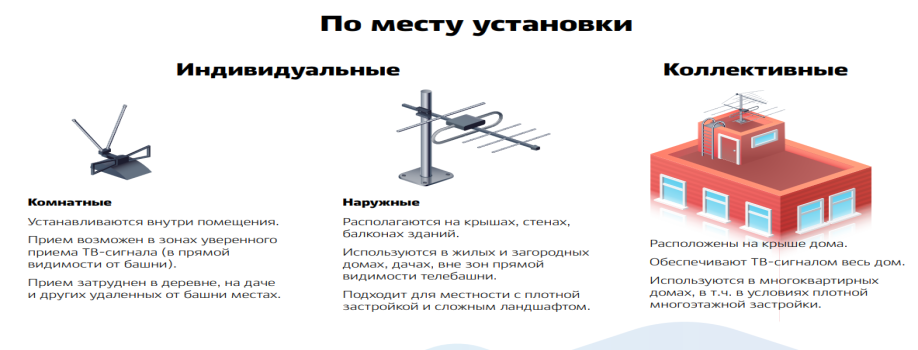 По месту установки
Индивидуальные
Комнатные
Устанавливаются внутри помещения.
Прием возможен в зонах уверенного
приема ТВ-сигнала (в прямой
видимости от башни).
Прием затруднен в деревне, на даче
и других удаленных от башни местах.
Наружные
Располагаются на крышах, стенах,
балконах зданий.
Используются в жилых и загородных
домах, дачах, вне зон прямой
видимости телебашни.
Подходит для местности с плотной
застройкой и сложным ландшафтом.
Коллективные
Расположены на крыше дома.
Обеспечивают ТВ-сигналом весь дом.
Используются в многоквартирных
домах, в т.ч. в условиях плотной
многоэтажной застройки.